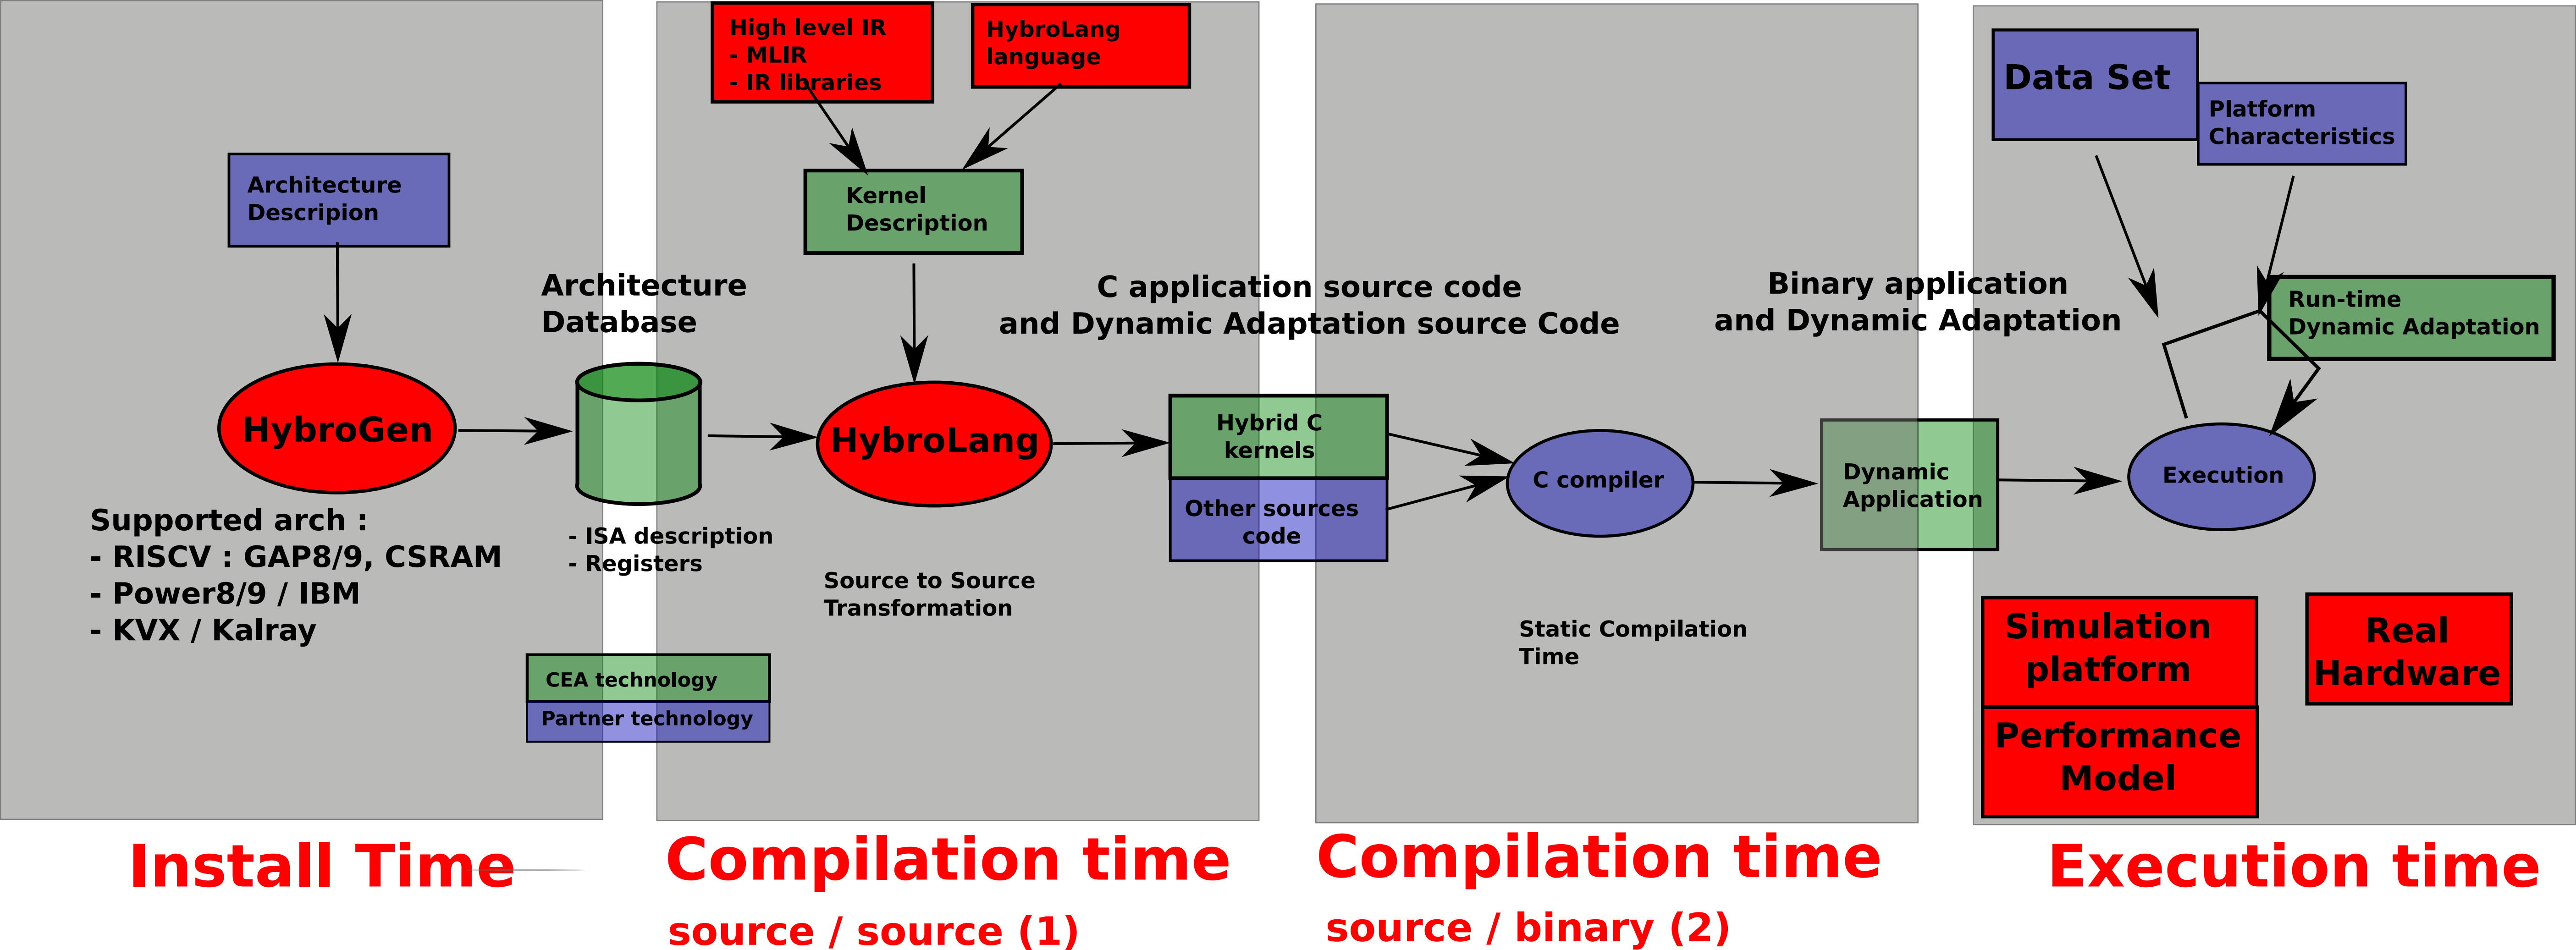 Architecture
Descripion
HybroGen
Supported arch :
- RISCV : GAP8/9, CSRAM
- Power8/9 / IBM
- KVX / Kalray
Architecture
Database
- ISA description
- Registers
CEA technology
Partner technology
High level IR
- MLIR
- IR libraries
HybroLang
language
Kernel
Description
HybroLang
Source to Source
Transformation
C application source code
and Dynamic Adaptation source Code
Hybrid C
kernels
Other sources
code
C compiler
Static Compilation
Time
Binary application
and Dynamic Adaptation
Dynamic
Application
Data Set
Platform
Characteristics
Run-time
Dynamic Adaptation
Execution
Simulation
platform
Performance
Model
Real
Hardware
Install Time
Compilation time
source / source (1)
Compilation time
source / binary (2)
Execution time